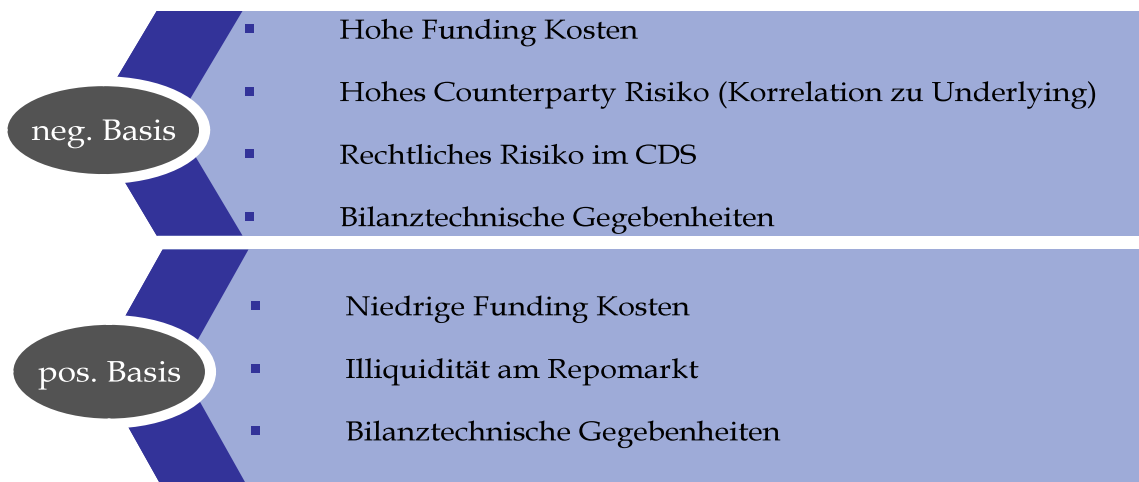 neg. Basis
Hohe Funding Kosten
Hohes Counterparty Risiko (Korrelation zu Underlying)
Rechtliches Risiko im CDS
Bilanztechnische Gegebenheiten
pos. Basis
Niedrige Funding Kosten
Illiquidität am Repomarkt
Bilanztechnische Gegebenheiten